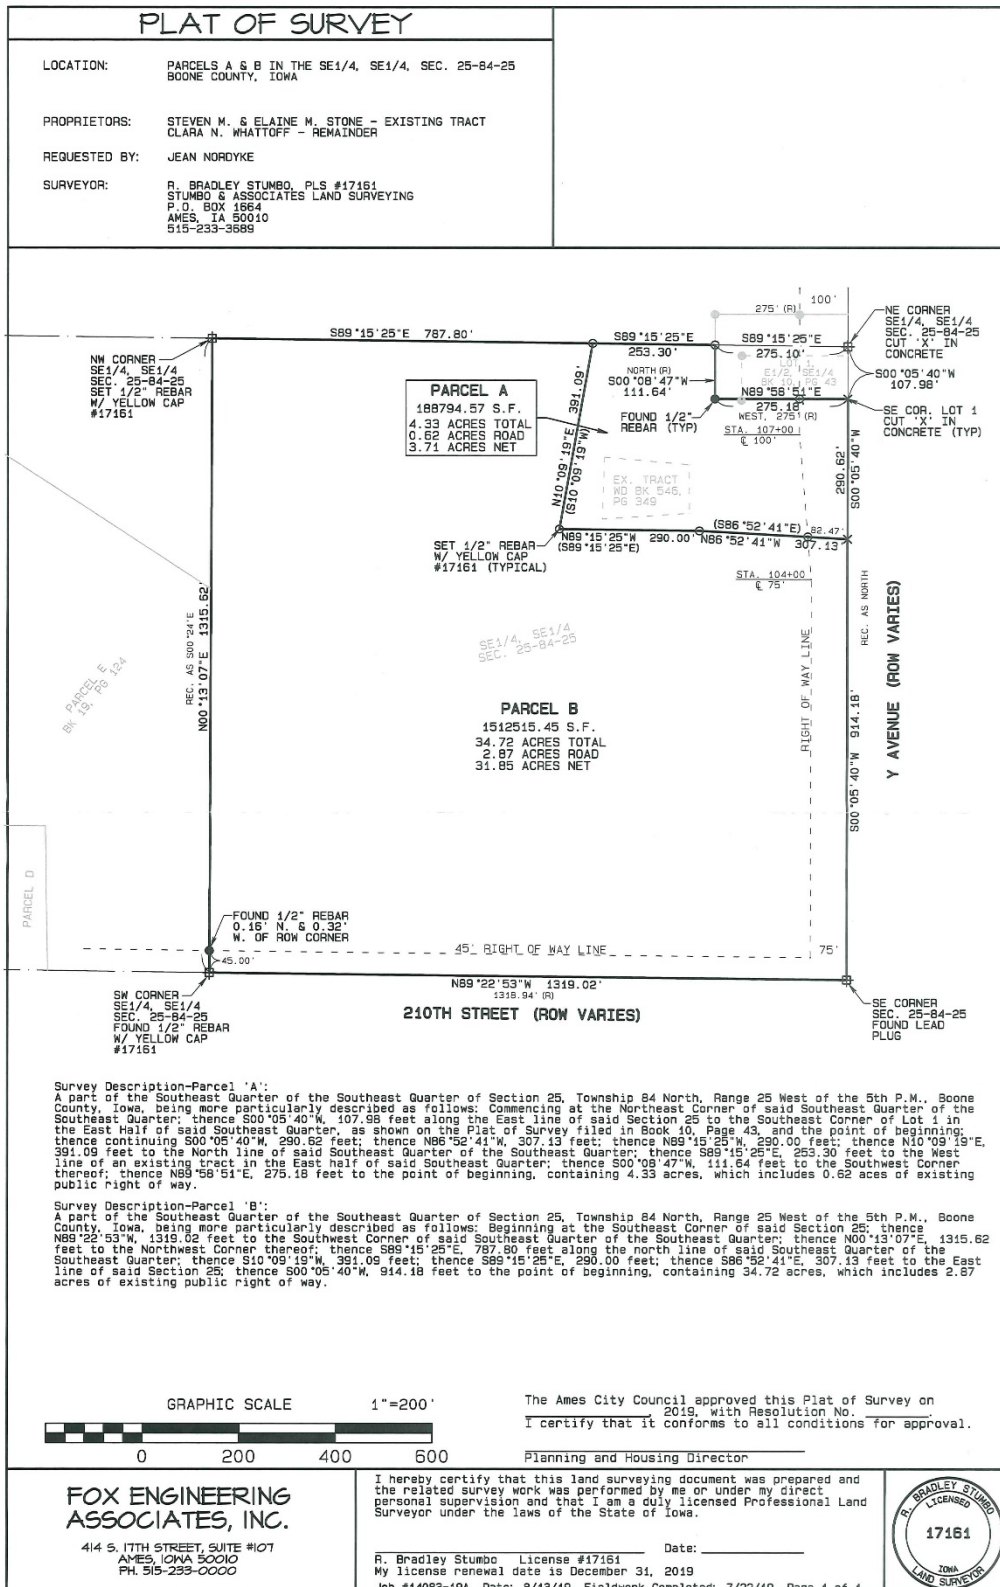 PLAT OF SURVEY
LOCATION: PARCELS A & B IN THE SE1/4, SE1/4, SEC. 25-84-25
BOONE COUNTY, IOWA
PROPRIETORS: STEVEN M. & ELAINE M. STONE - EXISTING TRACT
CLARA N. WHATTOFF - REMAINDER
REQUESTED BY: JEAN NORDYKE
SURVEYOR: R. BRADLEY STUMBO, PLS #17161
STUMBO & ASSOCIATES LAND SURVEYING
P.O. BOX 1664
AMES, IA 50010
515-233-3689
NW CORNER
SE1/4, SE1/4
SEC. 25-84-25
SET 1/2" REBAR
W/ YELLOW CAP
#17161
S89°15'25"E 787.80'
S89°15'25"E
253.30'
275' (R)
100'
S89°15'25"E
275.10'
NE CORNER
SE1/4, SE1/4
SEC. 25-84-25
CUT 'X' IN
CONCRETE
S00°05'40"W
107.98'
LOT 1
E1/2, SE1/4
BK 10, PG 43
NORTH (R)
S00°08'47"W
111.64'
N89°58'51"E
275.18'
WEST, 275' (R)
FOUND 1/2"
REBAR (TYP)
STA. 107+00
℄ 100'
SE COR. LOT 1
CUT 'X' IN
CONCRETE (TYP)
PARCEL A
188794.57 S.F.
4.33 ACRES TOTAL
0.62 ACRES ROAD
3.71 ACRES NET
N10°09'19"E 391.09'
(S10°09'19"W)
EX. TRACT
WD BK 546,
PG 349
290.62'
S00°05'40"W
SET 1/2" REBAR
W/ YELLOW CAP
#17161 (TYPICAL)
N89°15'25"W 290.00'
(S89°15'25"E)
(S86°52'41"E)
N86°52'41"W 307.13'
82.47'
STA. 104+00
℄ 75'
REC. AS NORTH
S00°05'40"W 914.18'
Y AVENUE (ROW VARIES)
RIGHT OF WAY LINE
REC. AS S00°24'E
N00°13'07"E 1315.62'
PARCEL E
BK 19, PG 124
SE1/4, SE1/4
SEC. 25-84-25
PARCEL B
1512515.45 S.F.
34.72 ACRES TOTAL
2.87 ACRES ROAD
31.85 ACRES NET
PARCEL D
FOUND 1/2" REBAR
0.16' N. & 0.32'
W. OF ROW CORNER
45.00'
45' RIGHT OF WAY LINE
75'
N89°22'53"W 1319.02'
1318.94' (R)
210TH STREET (ROW VARIES)
SW CORNER
SE1/4, SE1/4
SEC. 25-84-25
FOUND 1/2" REBAR
W/ YELLOW CAP
#17161
SE CORNER
SEC. 25-84-25
FOUND LEAD
PLUG
Survey Description-Parcel 'A':
A part of the Southeast Quarter of the Southeast Quarter of Section 25, Township 84 North, Range 25 West of the 5th P.M., Boone
County, Iowa, being more particularly described as follows: Commencing at the Northeast Corner of said Southeast Quarter of the
Southeast Quarter; thence S00°05'40"W, 107.98 feet along the East line of said Section 25 to the Southeast Corner of Lot 1 in
the East Half of said Southeast Quarter, as shown on the Plat of Survey filed in Book 10, Page 43, and the point of beginning;
thence continuing S00°05'40"W, 290.62 feet; thence N86°52'41"W, 307.13 feet; thence N89°15'25"W, 290.00 feet; thence N10°09'19"E,
391.09 feet to the North line of said Southeast Quarter of the Southeast Quarter; thence S89°15'25"E, 253.30 feet to the West
line of an existing tract in the East half of said Southeast Quarter; thence S00°08'47"W, 111.64 feet to the Southwest Corner
thereof; thence N89°58'51"E, 275.18 feet to the point of beginning, containing 4.33 acres, which includes 0.62 aces of existing
public right of way.
Survey Description-Parcel 'B':
A part of the Southeast Quarter of the Southeast Quarter of Section 25, Township 84 North, Range 25 West of the 5th P.M., Boone
County, Iowa, being more particularly described as follows: Beginning at the Southeast Corner of said Section 25; thence
N89°22'53"W, 1319.02 feet to the Southwest Corner of said Southeast Quarter of the Southeast Quarter; thence N00°13'07"E, 1315.62
feet to the Northwest Corner thereof; thence S89°15'25"E, 787.80 feet along the north line of said Southeast Quarter of the
Southeast Quarter; thence S10°09'19"W, 391.09 feet; thence S89°15'25"E, 290.00 feet; thence S86°52'41"E, 307.13 feet to the East
line of said Section 25; thence S00°05'40"W, 914.18 feet to the point of beginning, containing 34.72 acres, which includes 2.87
acres of existing public right of way.
GRAPHIC SCALE 1"=200'
0 200 400 600
The Ames City Council approved this Plat of Survey on
, 2019, with Resolution No. .
I certify that it conforms to all conditions for approval.
Planning and Housing Director
FOX ENGINEERING
ASSOCIATES, INC.
414 S. 17TH STREET, SUITE #107
AMES, IOWA 50010
PH. 515-233-0000
I hereby certify that this land surveying document was prepared and
the related survey work was performed by me or under my direct
personal supervision and that I am a duly licensed Professional Land
Surveyor under the laws of the State of Iowa.
Date:
R. Bradley Stumbo License #17161
My license renewal date is December 31, 2019
Job #14083-19A Date: 8/13/19 Fieldwork Completed: 7/22/19 Page 1 of 1
R. BRADLEY STUMBO
LICENSED
17161
IOWA
LAND SURVEYOR